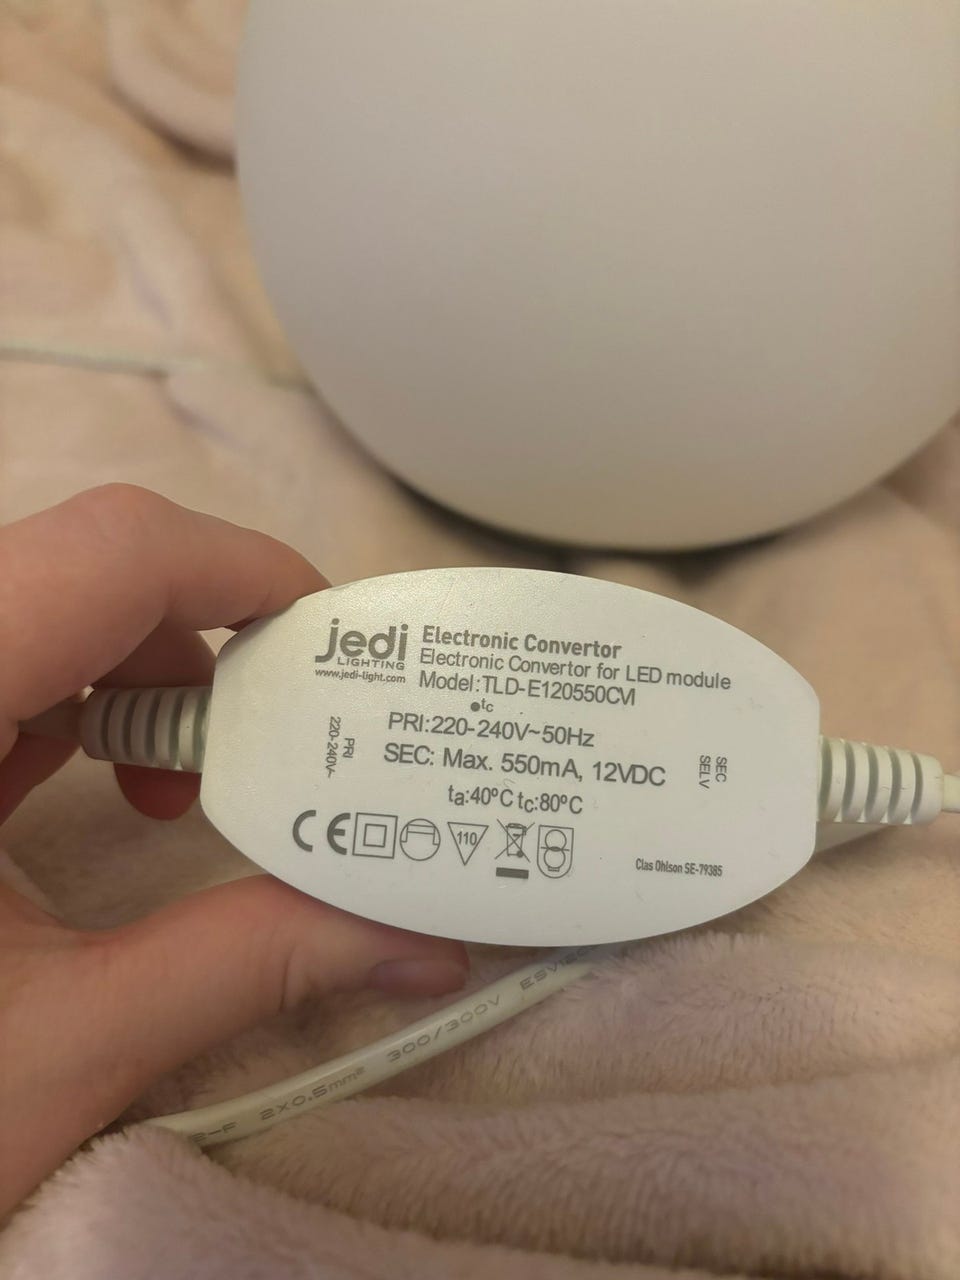 jedi
LIGHTING
www.jedi-light.com
Electronic Convertor
Electronic Convertor for LED module
Model:TLD-E120550CVI
tc
PRI:220-240V~50Hz
SEC: Max. 550mA, 12VDC
ta:40°C tc:80°C
PRI
220-240V~
SEC
SELV
CE
110
Clas Ohlson SE-79385
2-F 2X0.5mm² 300/300V